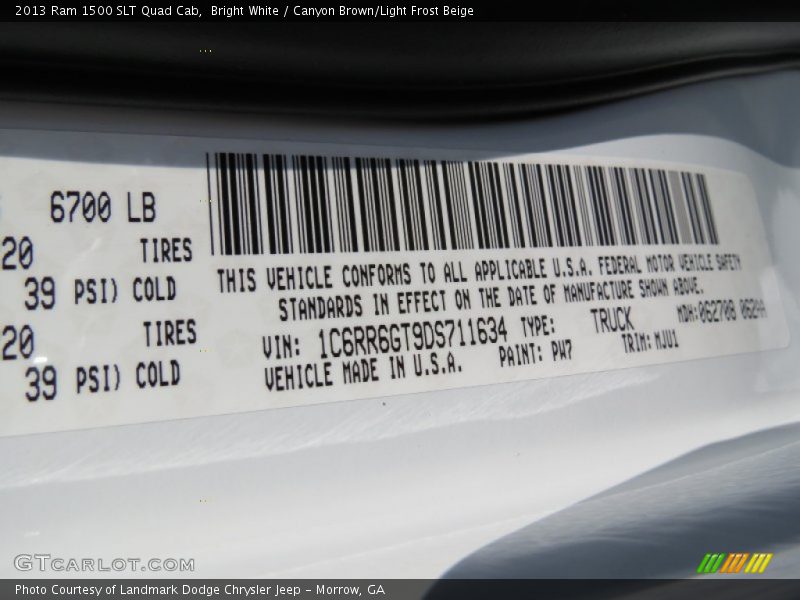 2013 Ram 1500 SLT Quad Cab,  Bright White / Canyon Brown/Light Frost Beige
6700 LB
20 TIRES
39 PSI) COLD
20 TIRES
39 PSI) COLD
THIS VEHICLE CONFORMS TO ALL APPLICABLE U.S.A. FEDERAL MOTOR VEHICLE SAFETY
STANDARDS IN EFFECT ON THE DATE OF MANUFACTURE SHOWN ABOVE.
VIN: 1C6RR6GT9DS711634 TYPE: TRUCK MDH:062708 06244
VEHICLE MADE IN U.S.A. PAINT: PW7 TRIM: MJU1
GTCARLOT.COM
Photo Courtesy of Landmark Dodge Chrysler Jeep - Morrow, GA